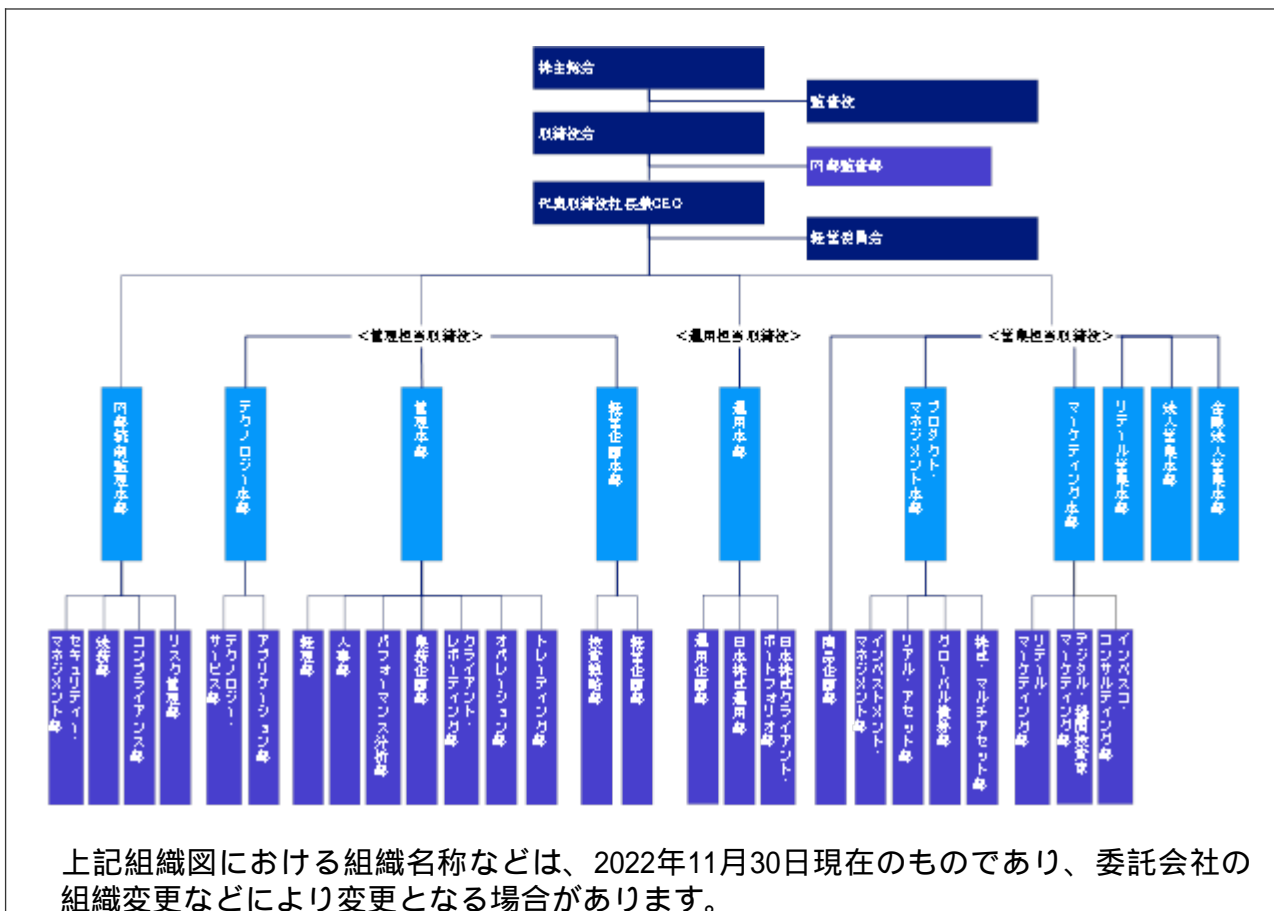 株主総会
監査役
取締役会
内部監査部
代表取締役社長兼CEO
経営委員会
＜管理担当取締役＞
＜運用担当取締役＞
＜営業担当取締役＞
内部統制監理本部
テクノロジー本部
管理本部
経営企画本部
運用本部
プロダクト・
マネジメント本部
マーケティング本部
リテール営業本部
法人営業本部
金融法人営業本部
セキュリティー・
マネジメント部
法務部
コンプライアンス部
リスク管理部
テクノロジー・
サービス部
アプリケーション部
経理部
人事部
パフォーマンス分析部
業務企画部
クライアント・
レポーティング部
オペレーション部
トレーディング部
政策戦略部
経営企画部
運用企画部
日本株式運用部
日本株式クライアント・
ポートフォリオ部
商品企画部
インベストメント・
マネジメント部
リアル・アセット部
グローバル債券部
株式・マルチアセット部
リテール・
マーケティング部
デジタル・機関投資家
マーケティング部
インベスコ・
コンサルティング部
上記組織図における組織名称などは、2022年11月30日現在のものであり、委託会社の
組織変更などにより変更となる場合があります。